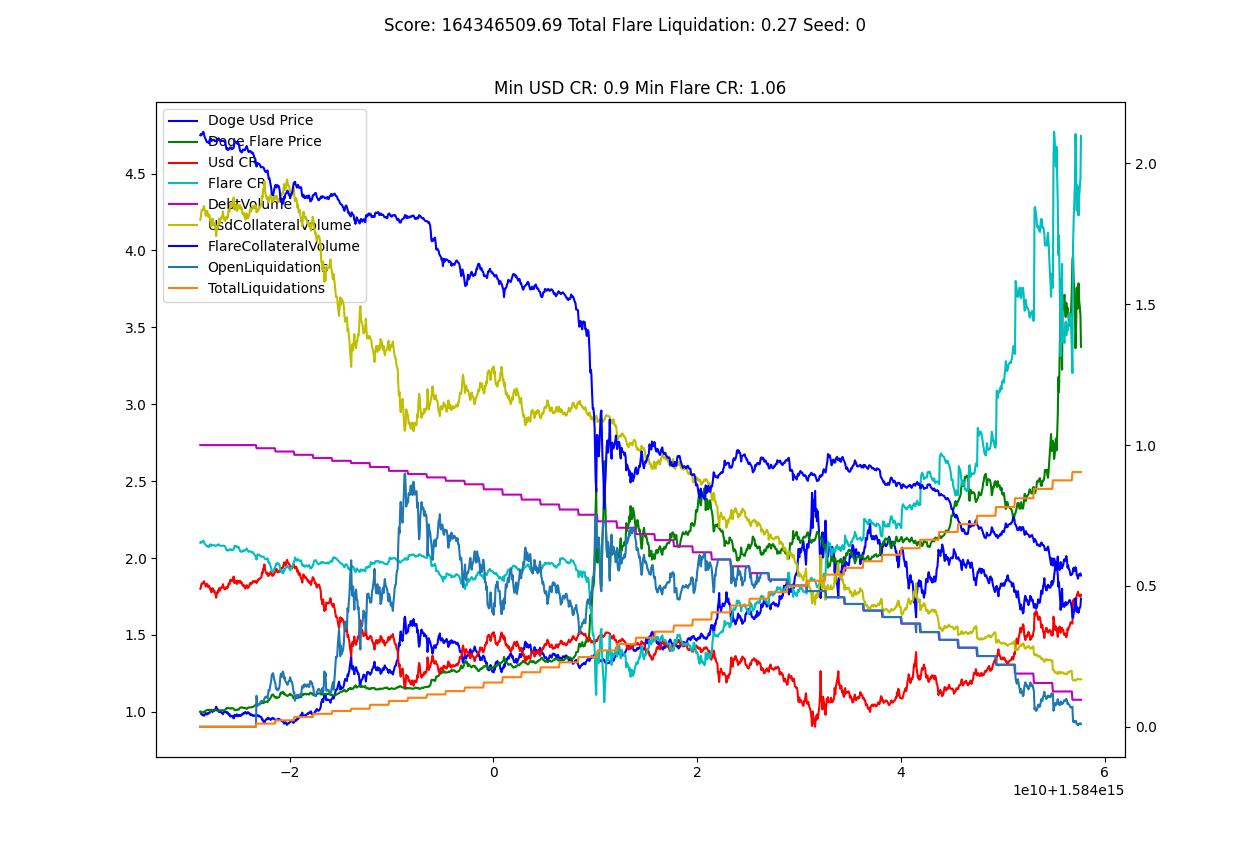 Score: 164346509.69 Total Flare Liquidation: 0.27 Seed: 0
Min USD CR: 0.9 Min Flare CR: 1.06
Doge Usd Price
Doge Flare Price
Usd CR
Flare CR
DebtVolume
UsdCollateralVolume
FlareCollateralVolume
OpenLiquidations
TotalLiquidations
4.5
4.0
3.5
3.0
2.5
2.0
1.5
1.0
2.0
1.5
1.0
0.5
0.0
−2 0 2 4 6
1e10+1.584e15